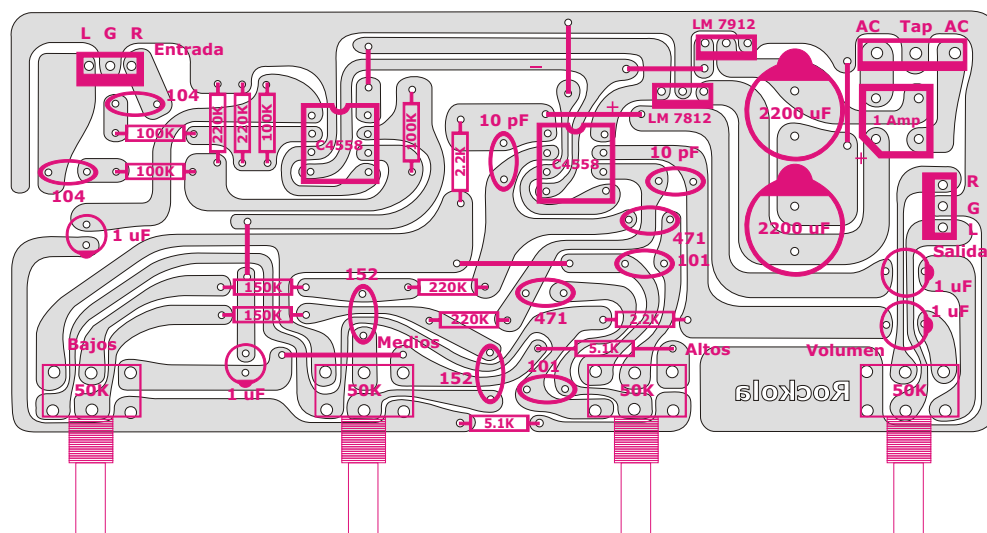 L G R
Entrada
LM 7912
AC Tap AC
104
220K
220K
100K
100K
C4558
200K
2.2K
10 pF
+
−
LM 7812
C4558
2200 uF
1 Amp
+
100K
104
10 pF
R
G
L
1 uF
471
2200 uF
Salida
101
1 uF
152
150K
220K
150K
220K
471
2.2K
1 uF
Bajos
Medios
5.1K
Altos
Volumen
50K
1 uF
50K
152
101
50K
Rockola
50K
5.1K